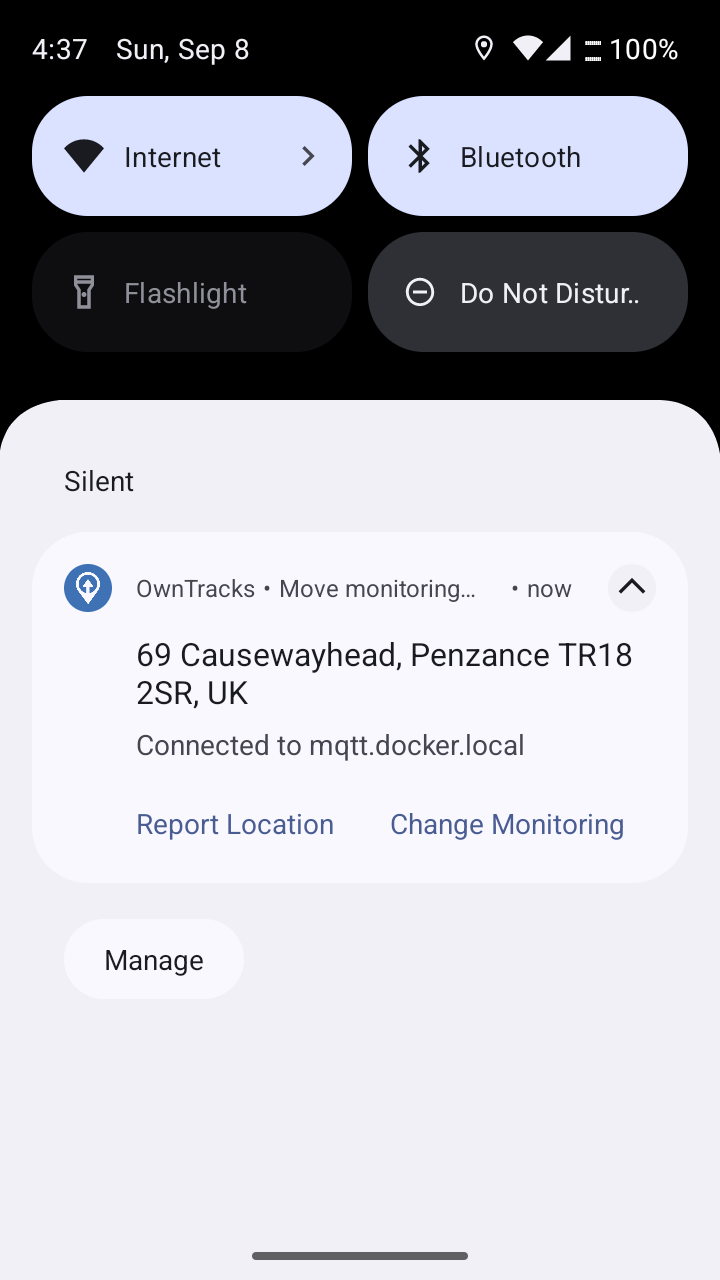 4:37 Sun, Sep 8 100%
Internet Bluetooth
Flashlight Do Not Distur..
Silent
OwnTracks • Move monitoring… • now
69 Causewayhead, Penzance TR18
2SR, UK
Connected to mqtt.docker.local
Report Location Change Monitoring
Manage